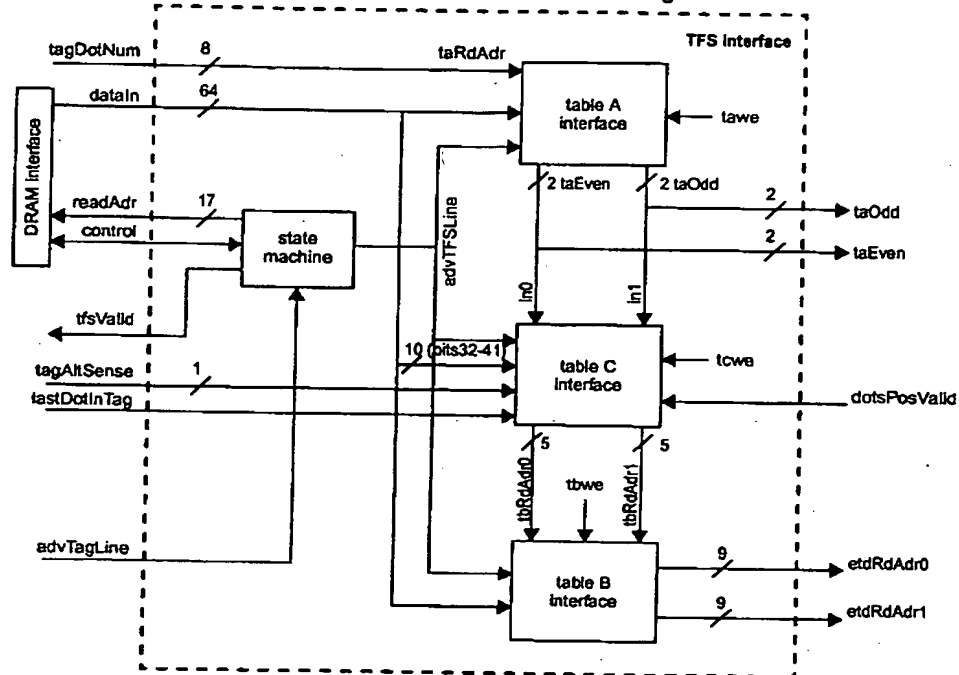 TFS interface
tagDotNum
8
taRdAdr
dataIn
64
table A
interface
tawe
DRAM Interface
2 taEven
2 taOdd
readAdr
17
2
taOdd
control
state
machine
advTFSLine
2
taEven
in0
in1
tfsValid
10 (bits32-41)
table C
interface
tcwe
tagAltSense
1
lastDotInTag
dotsPosValid
5
5
tbRdAdr0
tbwe
tbRdAdr1
advTagLine
table B
interface
9
etdRdAdr0
9
etdRdAdr1